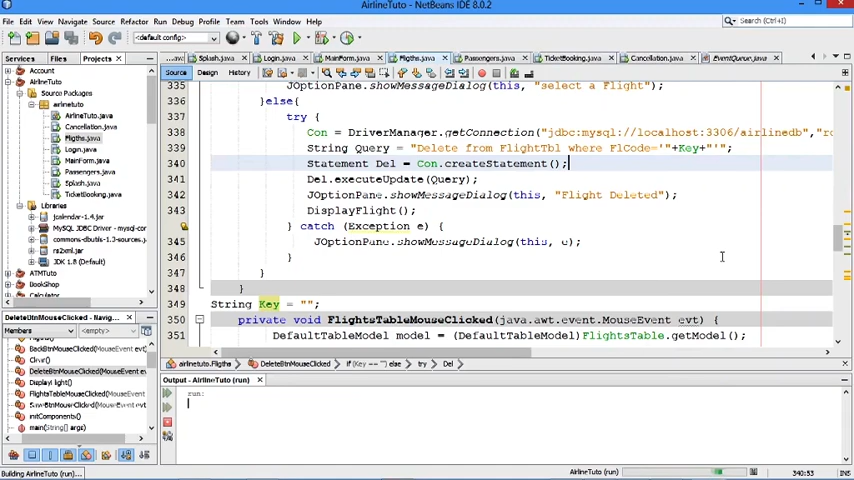 AirlineTuto - NetBeans IDE 8.0.2
File Edit View Navigate Source Refactor Run Debug Profile Team Tools Window Help
Search (Ctrl+I)
<default config>
Services Files Projects
...java Splash.java Login.java MainForm.java Fligths.java Passengers.java TicketBooking.java Cancellation.java EventQueue.java
Source Design History
Account
AirlineTuto
Source Packages
airlinetuto
AirlineTuto.java
Cancellation.java
Fligths.java
Login.java
MainForm.java
Passengers.java
Splash.java
TicketBooking.java
Libraries
jcalendar-1.4.jar
MySQL JDBC Driver - mysql-co
commons-dbutils-1.3-sources.j
rs2xml.jar
JDK 1.8 (Default)
ATMTuto
BookShop
Calculator
335 JOptionPane.showMessageDialog(this, "select a Flight");
336 }else{
337 try {
338 Con = DriverManager.getConnection("jdbc:mysql://localhost:3306/airlinedb","ro
339 String Query = "Delete from FlightTbl where FlCode='"+Key+"'";
340 Statement Del = Con.createStatement();
341 Del.executeUpdate(Query);
342 JOptionPane.showMessageDialog(this, "Flight Deleted");
343 DisplayFlight();
} catch (Exception e) {
345 JOptionPane.showMessageDialog(this, e);
346 }
347 }
348 }
349 String Key = "";
350 private void FlightsTableMouseClicked(java.awt.event.MouseEvent evt) {
351 DefaultTableModel model = (DefaultTableModel)FlightsTable.getModel();
airlinetuto.Fligths DeleteBtnMouseClicked if (Key == "") else try Del
DeleteBtnMouseClicked - Navig...
Members <empty>
Fligths()
BackBtnMouseClicked(MouseEvent evt)
Clear()
DeleteBtnMouseClicked(MouseEvent ev
DisplayFlight()
FlightsTableMouseClicked(MouseEvent e
SaveBtnMouseClicked(MouseEvent evt)
initComponents()
main(String[] args)
Output - AirlineTuto (run)
run:
Building AirlineTuto (run)...
AirlineTuto (run)
340:53
INS